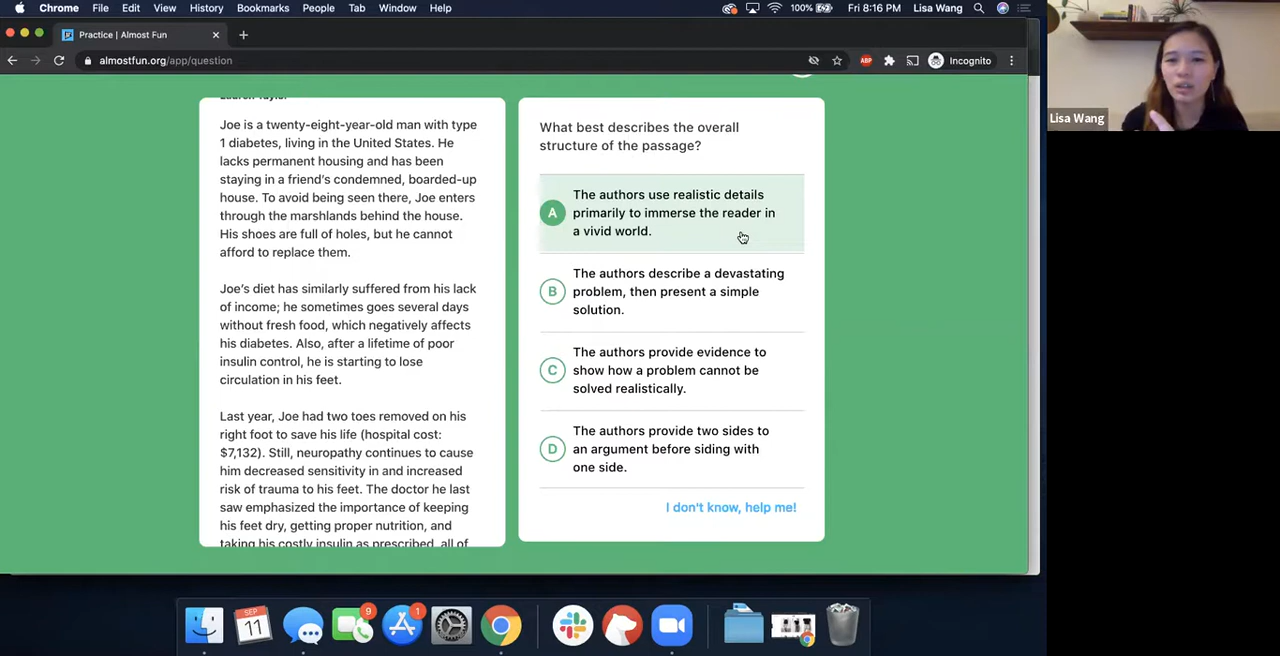 Chrome File Edit View History Bookmarks People Tab Window Help 100% Fri 8:16 PM Lisa Wang
Practice | Almost Fun
almostfun.org/app/question ABP Incognito
Joe is a twenty-eight-year-old man with type
1 diabetes, living in the United States. He
lacks permanent housing and has been
staying in a friend's condemned, boarded-up
house. To avoid being seen there, Joe enters
through the marshlands behind the house.
His shoes are full of holes, but he cannot
afford to replace them.
Joe's diet has similarly suffered from his lack
of income; he sometimes goes several days
without fresh food, which negatively affects
his diabetes. Also, after a lifetime of poor
insulin control, he is starting to lose
circulation in his feet.
Last year, Joe had two toes removed on his
right foot to save his life (hospital cost:
$7,132). Still, neuropathy continues to cause
him decreased sensitivity in and increased
risk of trauma to his feet. The doctor he last
saw emphasized the importance of keeping
his feet dry, getting proper nutrition, and
taking his costly insulin as prescribed, all of
What best describes the overall
structure of the passage?
A
The authors use realistic details
primarily to immerse the reader in
a vivid world.
B
The authors describe a devastating
problem, then present a simple
solution.
C
The authors provide evidence to
show how a problem cannot be
solved realistically.
D
The authors provide two sides to
an argument before siding with
one side.
I don't know, help me!
Lisa Wang
SEP
11
9
1